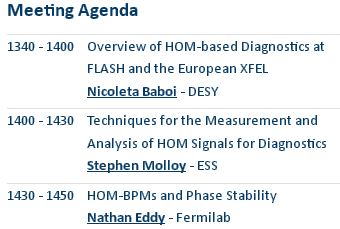 Meeting Agenda
1340 - 1400 Overview of HOM-based Diagnostics at
FLASH and the European XFEL
Nicoleta Baboi - DESY
1400 - 1430 Techniques for the Measurement and
Analysis of HOM Signals for Diagnostics
Stephen Molloy - ESS
1430 - 1450 HOM-BPMs and Phase Stability
Nathan Eddy - Fermilab